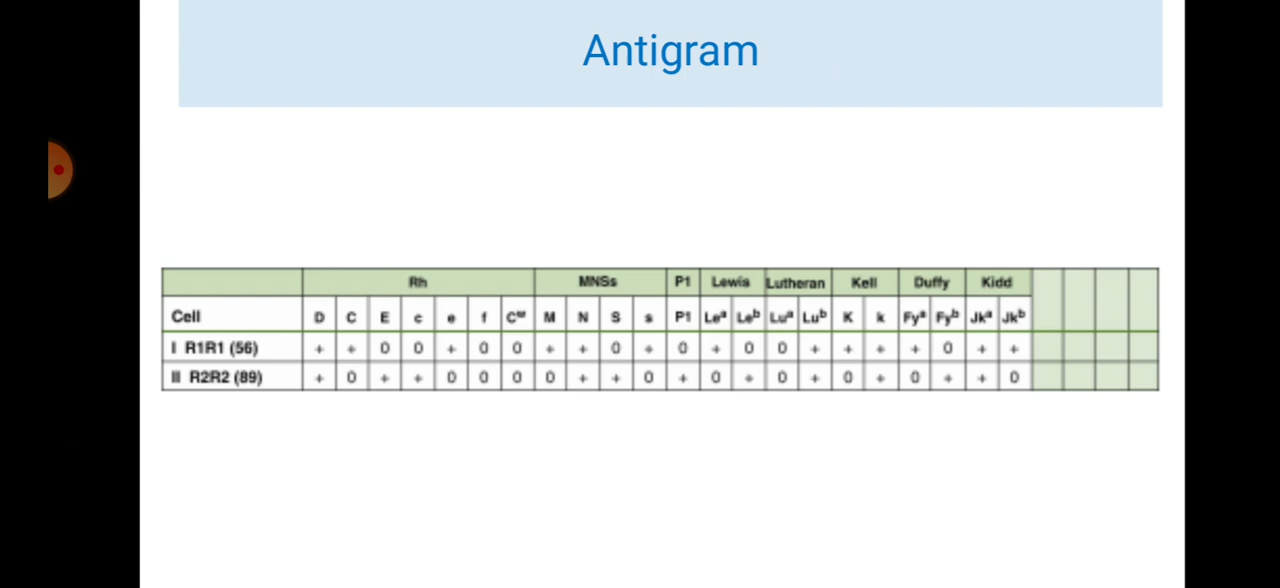 Antigram
Rh MNSs P1 Lewis Lutheran Kell Duffy Kidd
Cell D C E c e f Cʷ M N S s P1 Leᵃ Leᵇ Luᵃ Luᵇ K k Fyᵃ Fyᵇ Jkᵃ Jkᵇ
I R1R1 (56) + + 0 0 + 0 0 + + 0 + 0 + 0 0 + + + + 0 + +
II R2R2 (89) + 0 + + 0 0 0 0 + + 0 + 0 + 0 + 0 + 0 + + 0